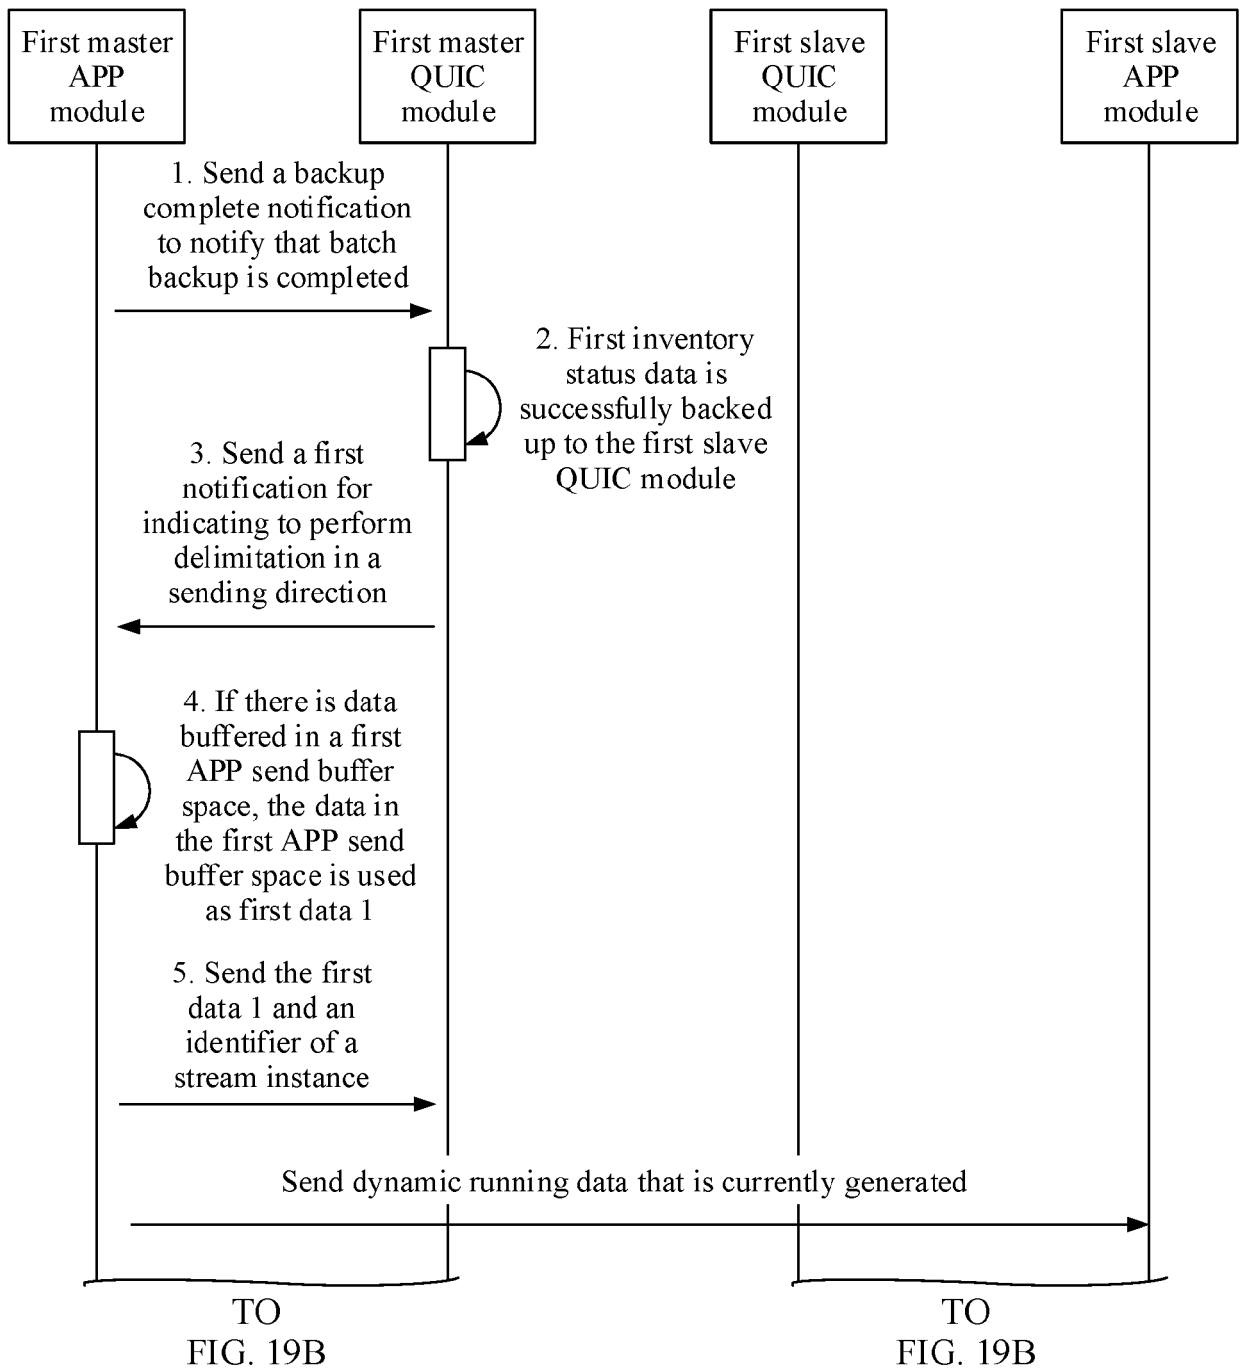 First master
APP
module
First master
QUIC
module
First slave
QUIC
module
First slave
APP
module
1. Send a backup
complete notification
to notify that batch
backup is completed
2. First inventory
status data is
successfully backed
up to the first slave
QUIC module
3. Send a first
notification for
indicating to perform
delimitation in a
sending direction
4. If there is data
buffered in a first
APP send buffer
space, the data in
the first APP send
buffer space is used
as first data 1
5. Send the first
data 1 and an
identifier of a
stream instance
Send dynamic running data that is currently generated
TO
FIG. 19B
TO
FIG. 19B